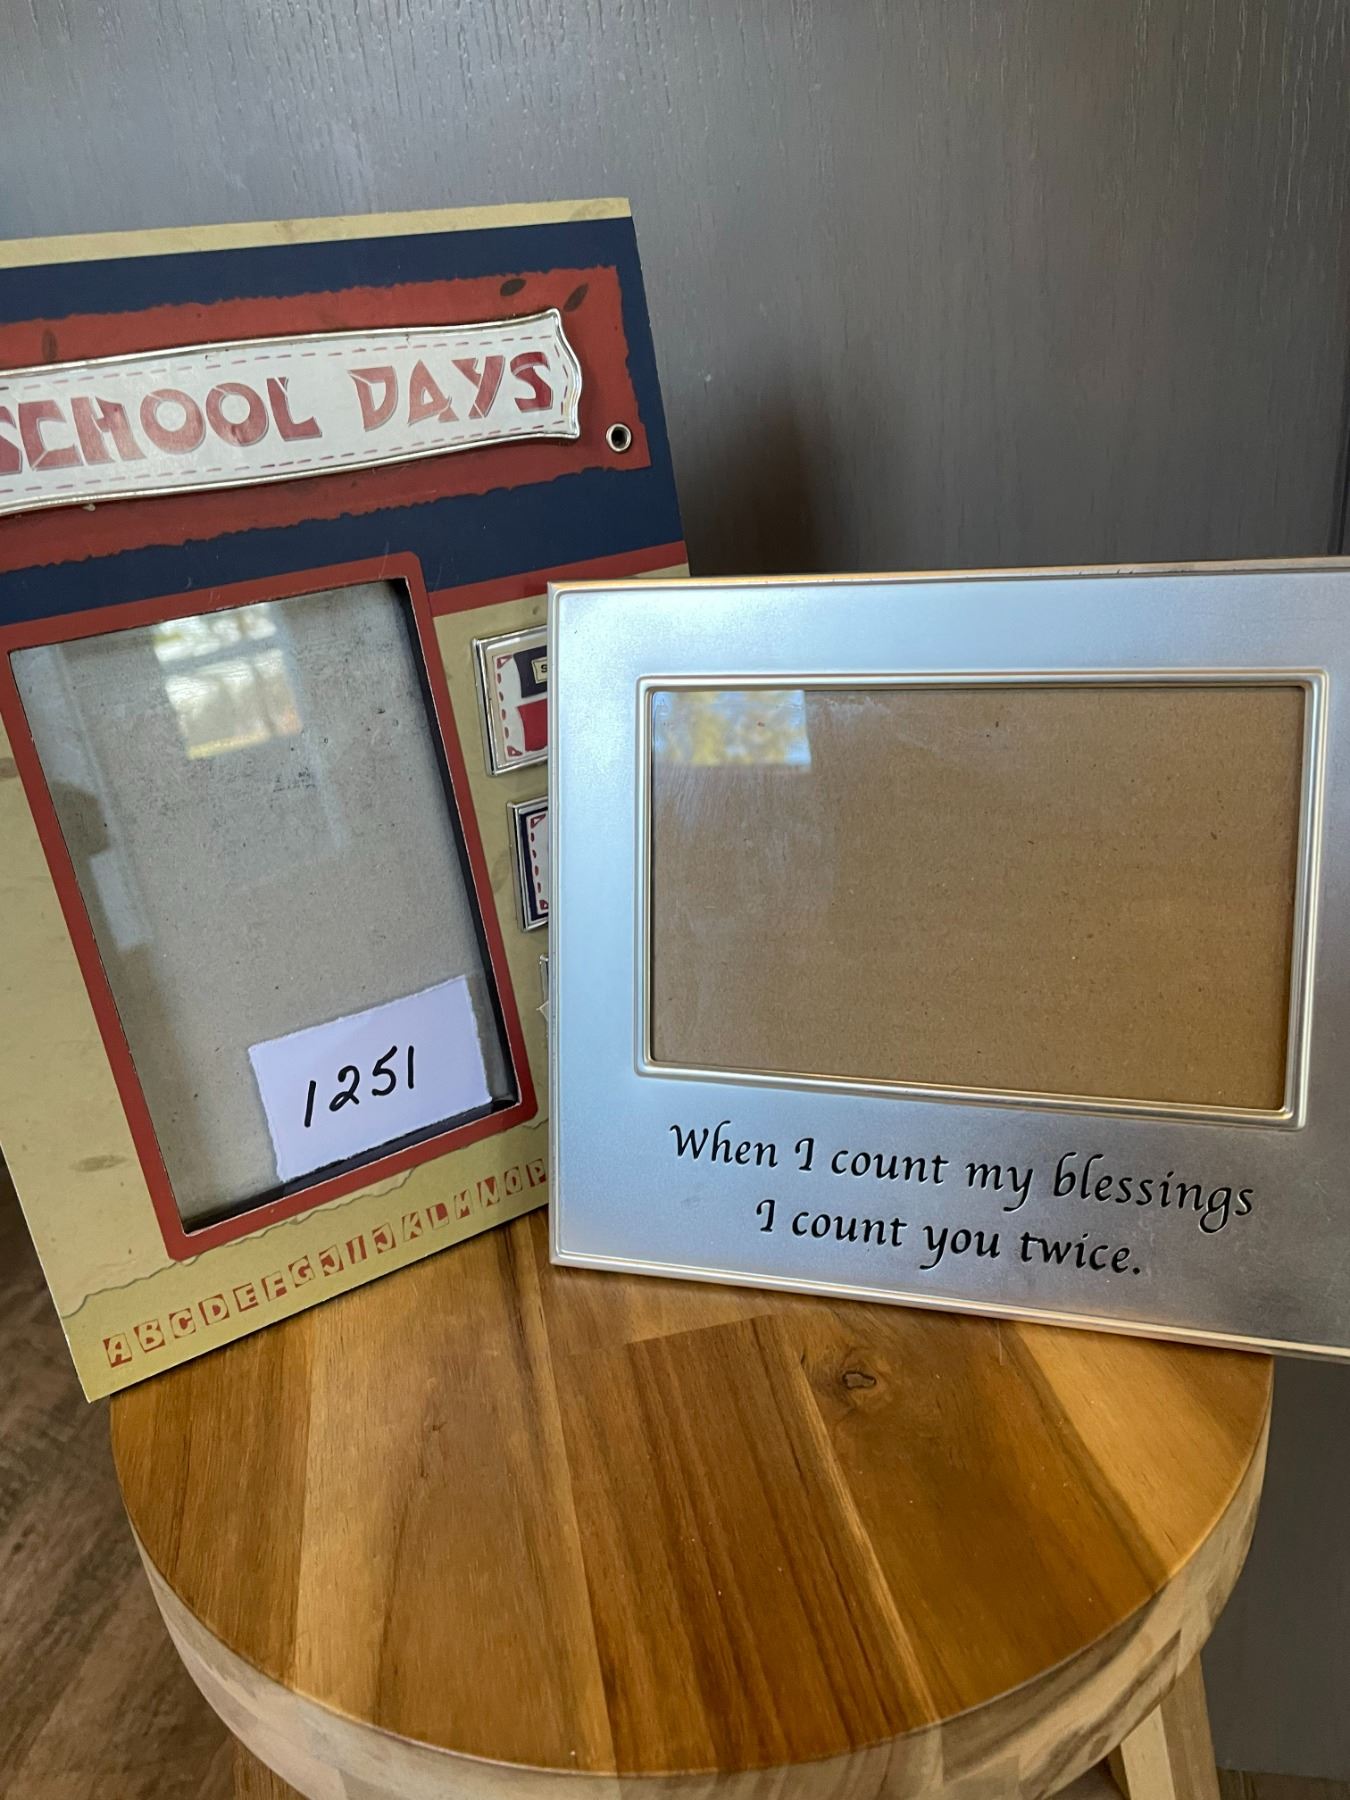 SCHOOL DAYS
1251
A B C D E F G J I J K L M N O P
When I count my blessings
I count you twice.